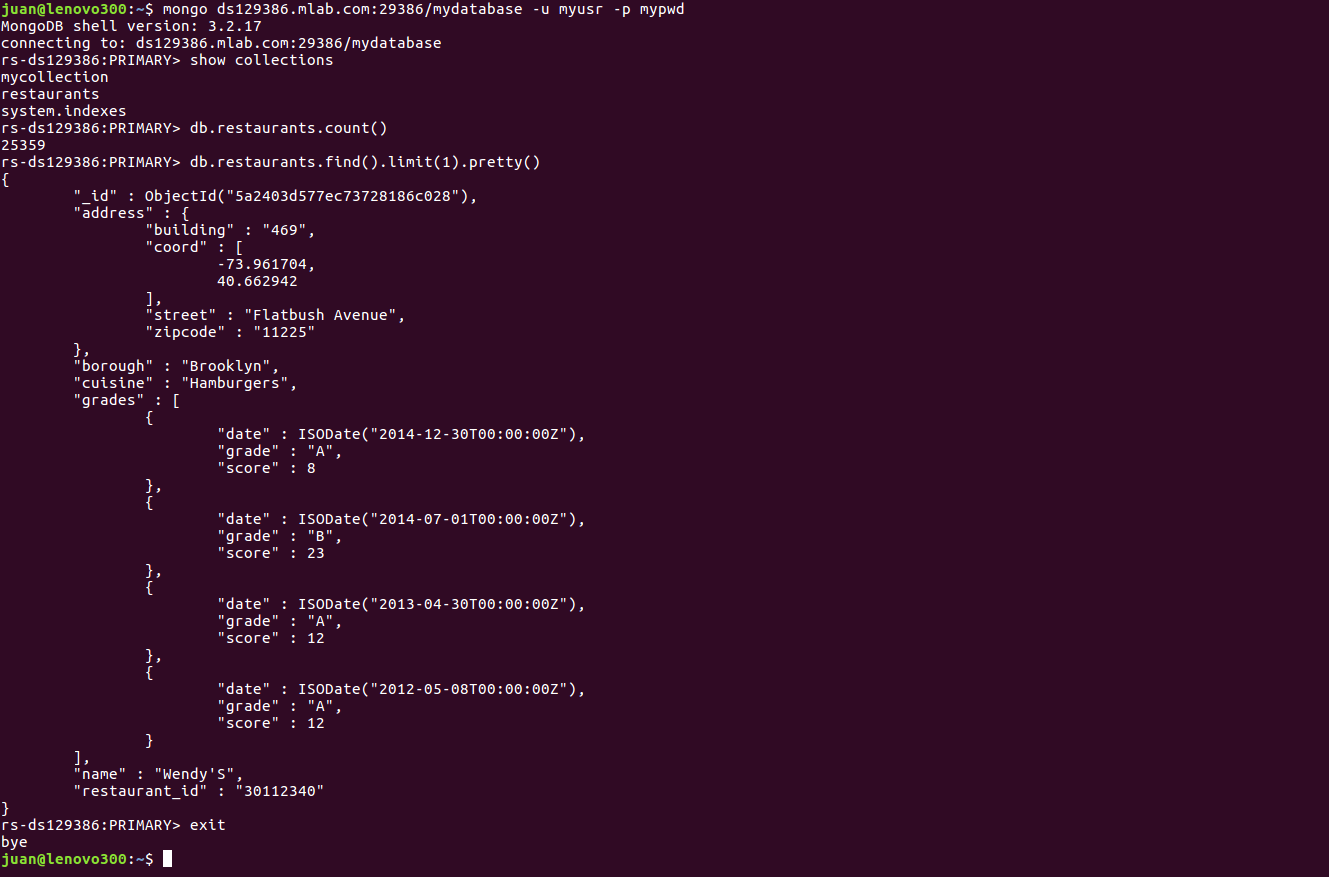 juan@lenovo300:~$ mongo ds129386.mlab.com:29386/mydatabase -u myusr -p mypwd
MongoDB shell version: 3.2.17
connecting to: ds129386.mlab.com:29386/mydatabase
rs-ds129386:PRIMARY> show collections
mycollection
restaurants
system.indexes
rs-ds129386:PRIMARY> db.restaurants.count()
25359
rs-ds129386:PRIMARY> db.restaurants.find().limit(1).pretty()
{
        "_id" : ObjectId("5a2403d577ec73728186c028"),
        "address" : {
                "building" : "469",
                "coord" : [
                        -73.961704,
                        40.662942
                ],
                "street" : "Flatbush Avenue",
                "zipcode" : "11225"
        },
        "borough" : "Brooklyn",
        "cuisine" : "Hamburgers",
        "grades" : [
                {
                        "date" : ISODate("2014-12-30T00:00:00Z"),
                        "grade" : "A",
                        "score" : 8
                },
                {
                        "date" : ISODate("2014-07-01T00:00:00Z"),
                        "grade" : "B",
                        "score" : 23
                },
                {
                        "date" : ISODate("2013-04-30T00:00:00Z"),
                        "grade" : "A",
                        "score" : 12
                },
                {
                        "date" : ISODate("2012-05-08T00:00:00Z"),
                        "grade" : "A",
                        "score" : 12
                }
        ],
        "name" : "Wendy'S",
        "restaurant_id" : "30112340"
}
rs-ds129386:PRIMARY> exit
bye
juan@lenovo300:~$